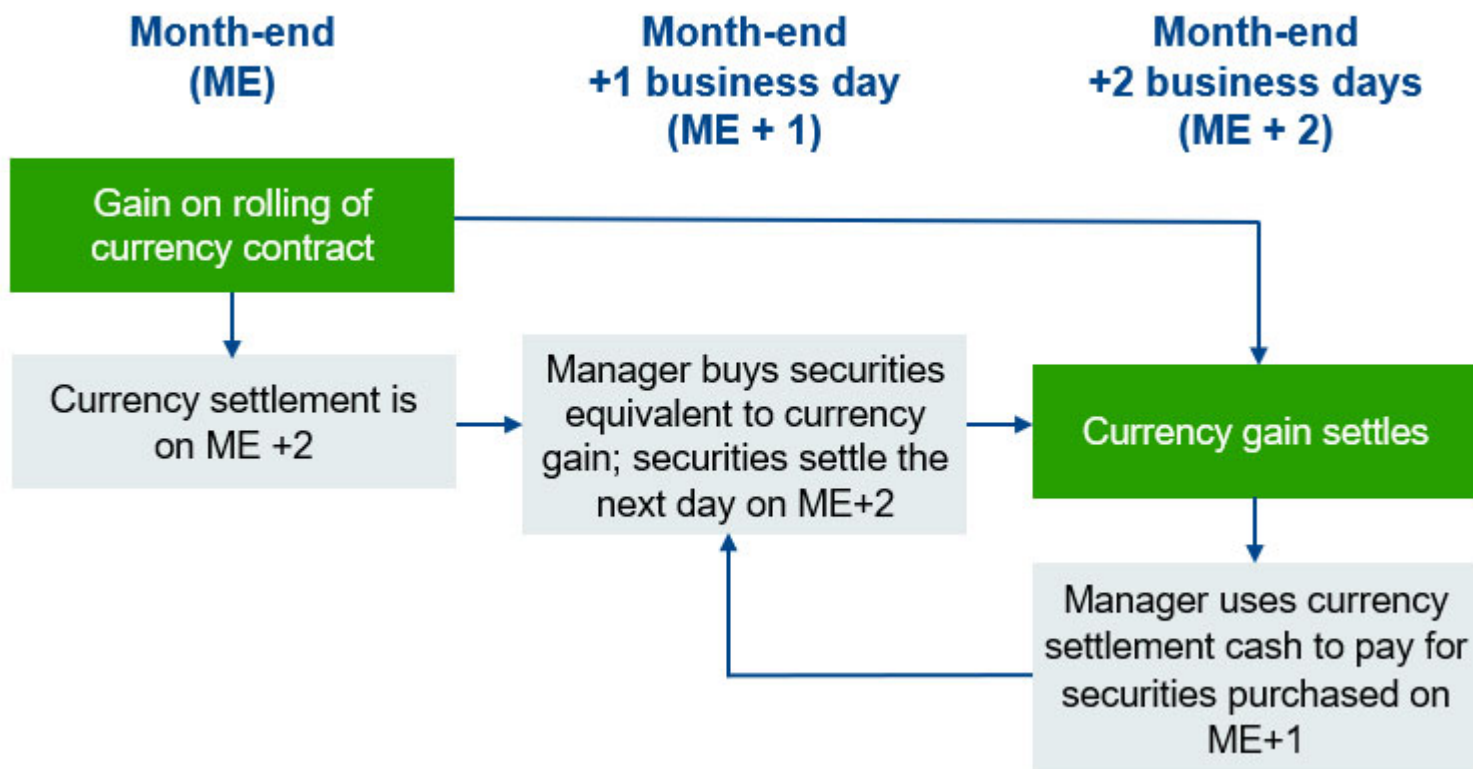 Month-end
(ME)
Month-end
+1 business day
(ME + 1)
Month-end
+2 business days
(ME + 2)
Gain on rolling of
currency contract
Currency settlement is
on ME +2
Manager buys securities
equivalent to currency
gain; securities settle the
next day on ME+2
Currency gain settles
Manager uses currency
settlement cash to pay for
securities purchased on
ME+1